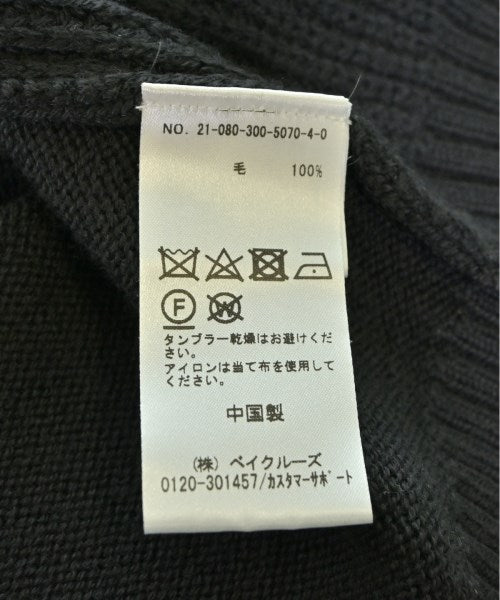 NO. 21-080-300-5070-4-0
毛 100%
F W
タンブラー乾燥はお避けくだ
さい。
アイロンは当て布を使用して
ください。
中国製
(株) ベイクルーズ
0120-301457/ｶｽﾀﾏｰｻﾎﾟｰﾄ